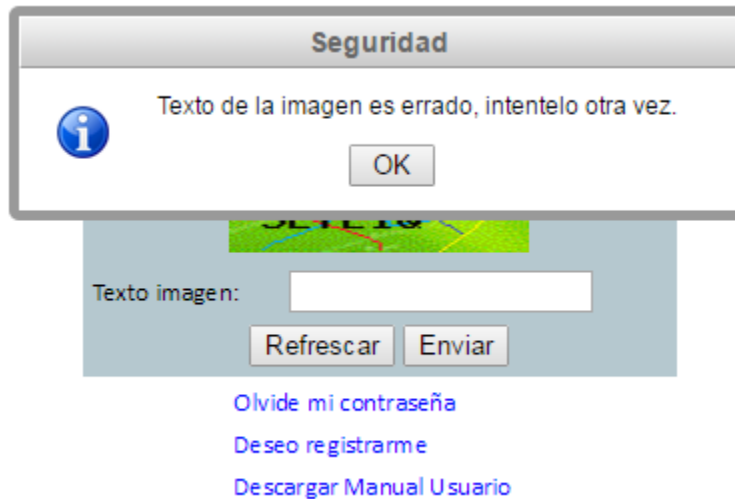 Seguridad
Texto de la imagen es errado, intentelo otra vez.
OK
Texto imagen:
Refrescar Enviar
Olvide mi contraseña
Deseo registrarme
Descargar Manual Usuario